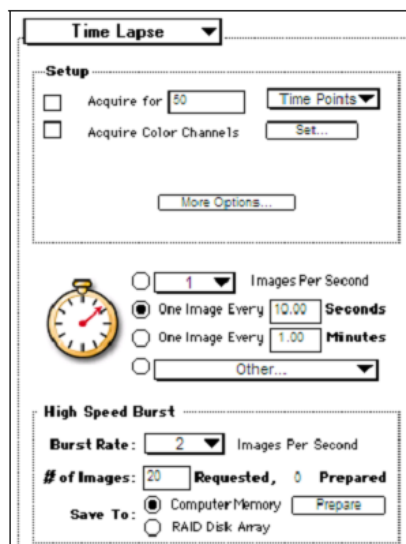 Time Lapse
Setup
Acquire for 50 Time Points
Acquire Color Channels Set...
More Options...
1 Images Per Second
One Image Every 10.00 Seconds
One Image Every 1.00 Minutes
Other...
High Speed Burst
Burst Rate: 2 Images Per Second
# of Images: 20 Requested, 0 Prepared
Save To: Computer Memory Prepare
RAID Disk Array